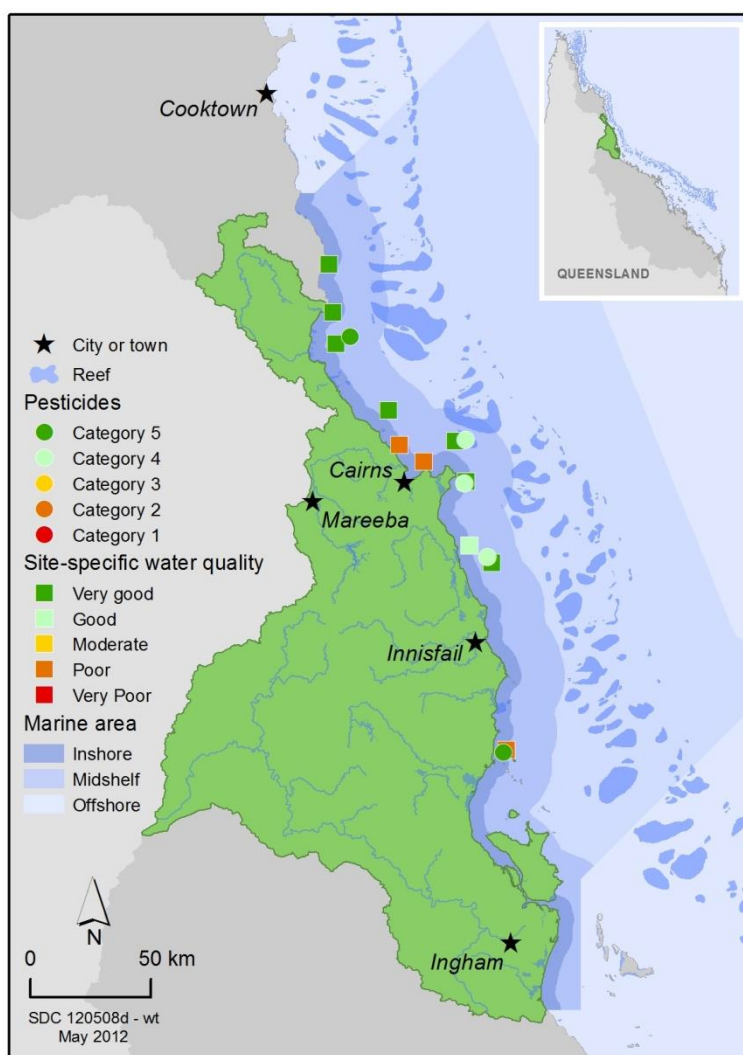 Cooktown
QUEENSLAND
City or town
Reef
Pesticides
Category 5
Category 4
Category 3
Category 2
Category 1
Site-specific water quality
Very good
Good
Moderate
Poor
Very Poor
Marine area
Inshore
Midshelf
Offshore
Cairns
Mareeba
Innisfail
Ingham
N
0 50 km
SDC 120508d - wt
May 2012